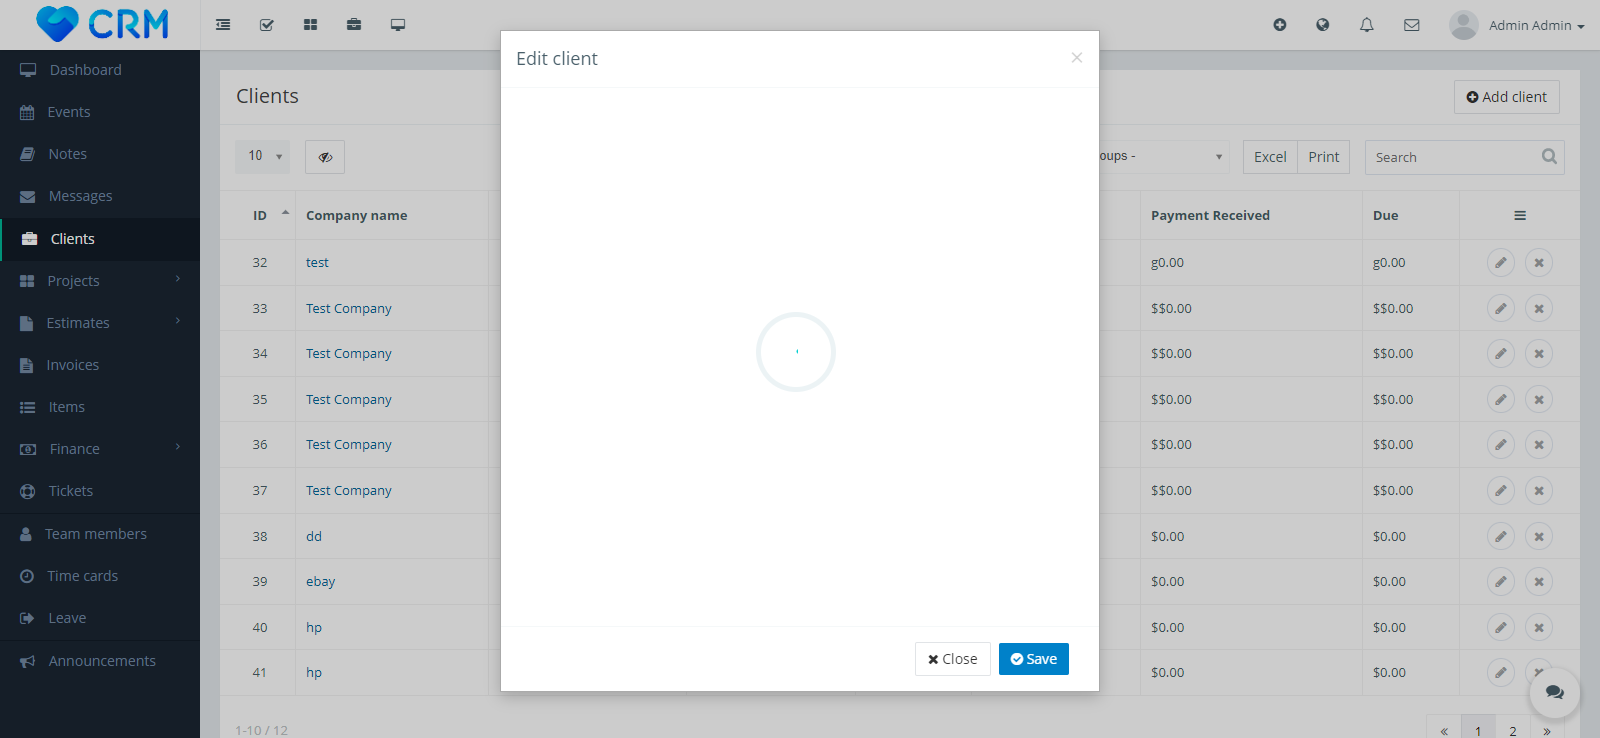 CRM
Admin Admin
Dashboard
Events
Notes
Messages
Clients
Projects
Estimates
Invoices
Items
Finance
Tickets
Team members
Time cards
Leave
Announcements
Edit client
×
Clients
Add client
10
oups -
Excel
Print
Search
ID
Company name
Payment Received
Due
32 test g0.00 g0.00
33 Test Company $$0.00 $$0.00
34 Test Company $$0.00 $$0.00
35 Test Company $$0.00 $$0.00
36 Test Company $$0.00 $$0.00
37 Test Company $$0.00 $$0.00
38 dd $0.00 $0.00
39 ebay $0.00 $0.00
40 hp $0.00 $0.00
41 hp $0.00 $0.00
Close
Save
1-10 / 12
« 1 2 »